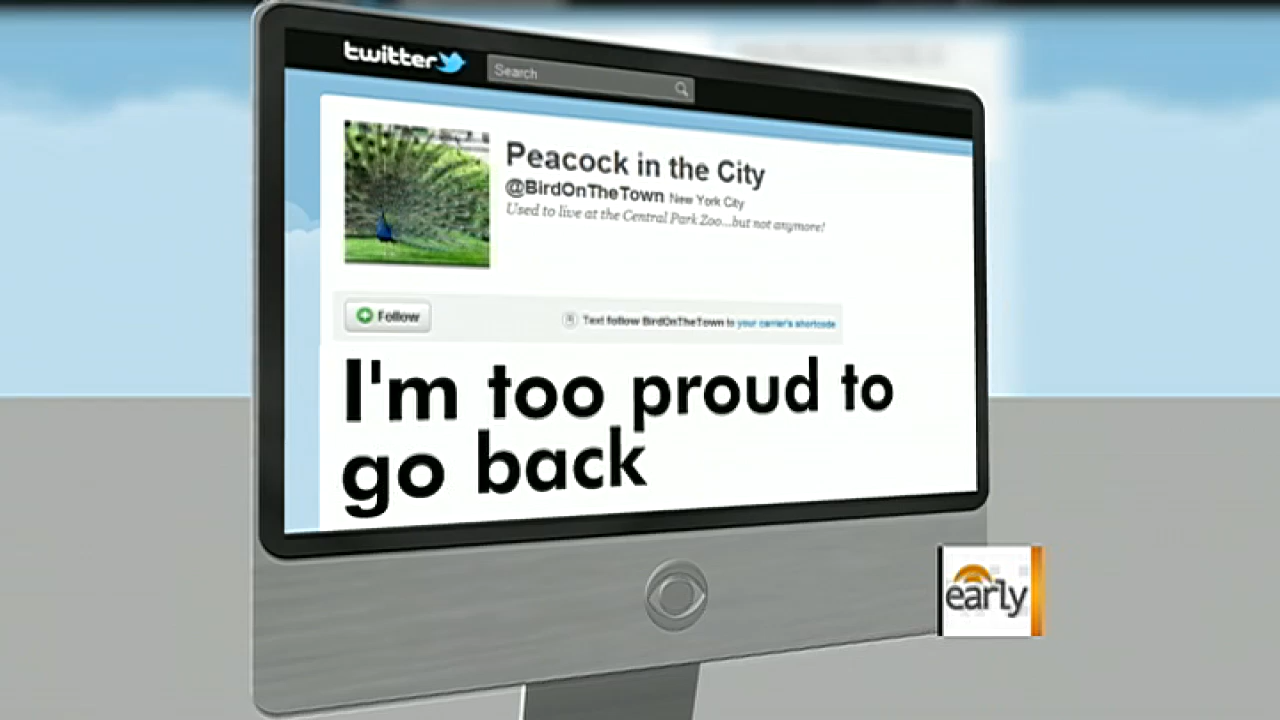 twitter
Search
Peacock in the City
@BirdOnTheTown New York City
Used to live at the Central Park Zoo...but not anymore!
Follow
Text follow BirdOnTheTown to your carrier's shortcode
I'm too proud to
go back
early